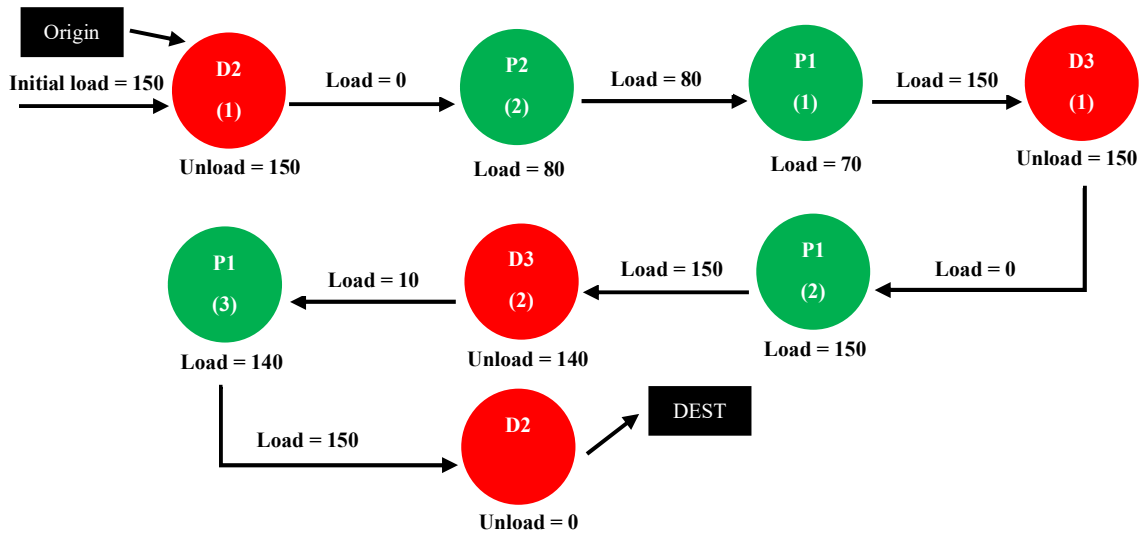 Origin
Initial load = 150
D2
(1)
Unload = 150
Load = 0
P2
(2)
Load = 80
Load = 80
P1
(1)
Load = 70
Load = 150
D3
(1)
Unload = 150
Load = 0
P1
(2)
Load = 150
Load = 150
D3
(2)
Unload = 140
Load = 10
P1
(3)
Load = 140
Load = 150
D2
Unload = 0
DEST